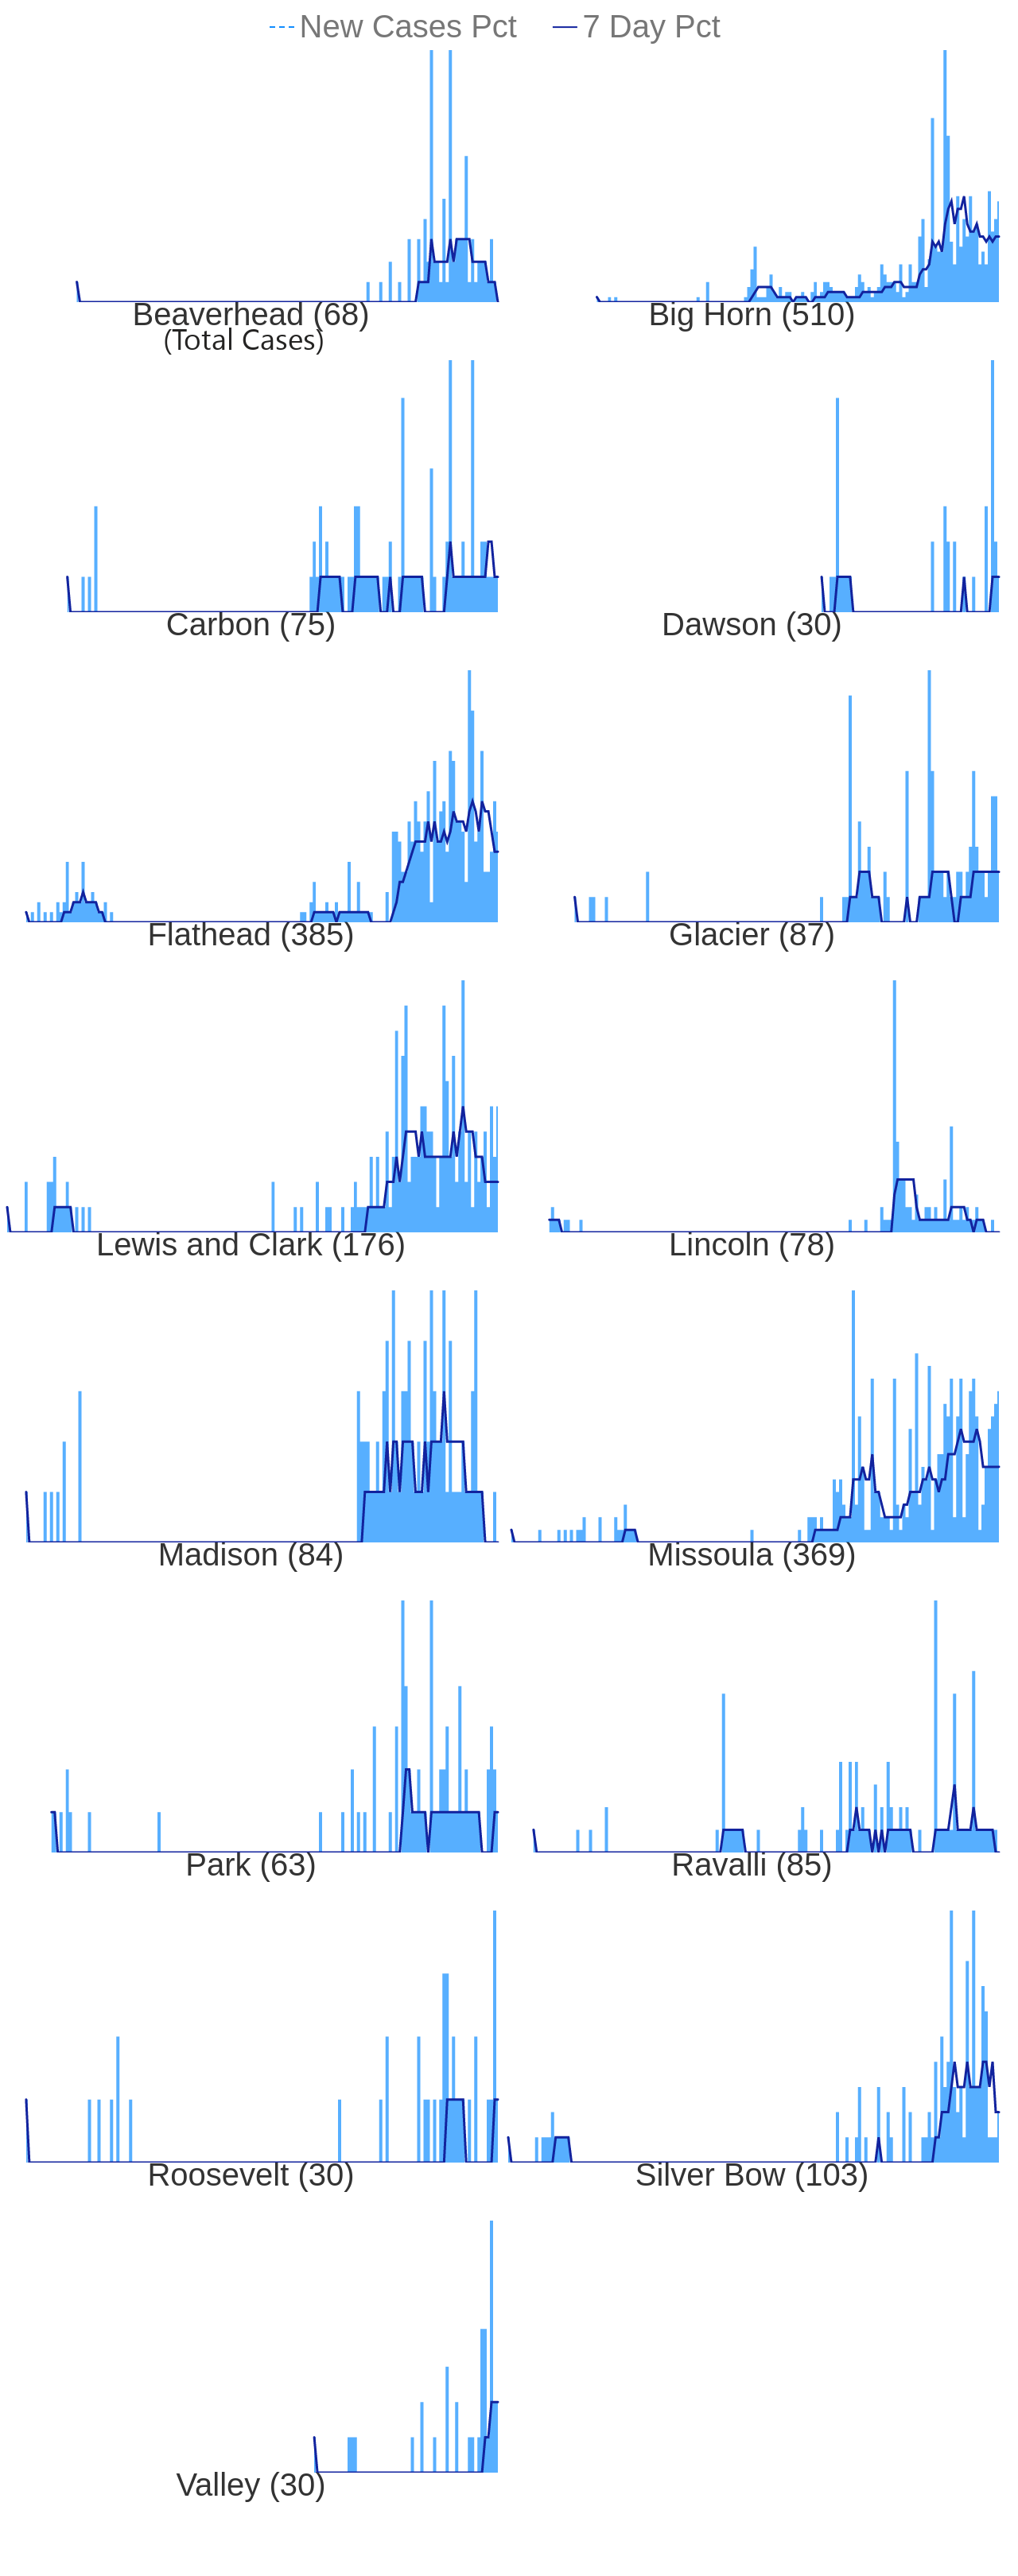 New Cases Pct 7 Day Pct
Beaverhead (68) Big Horn (510)
(Total Cases)
Carbon (75) Dawson (30)
Flathead (385) Glacier (87)
Lewis and Clark (176) Lincoln (78)
Madison (84) Missoula (369)
Park (63) Ravalli (85)
Roosevelt (30) Silver Bow (103)
Valley (30)